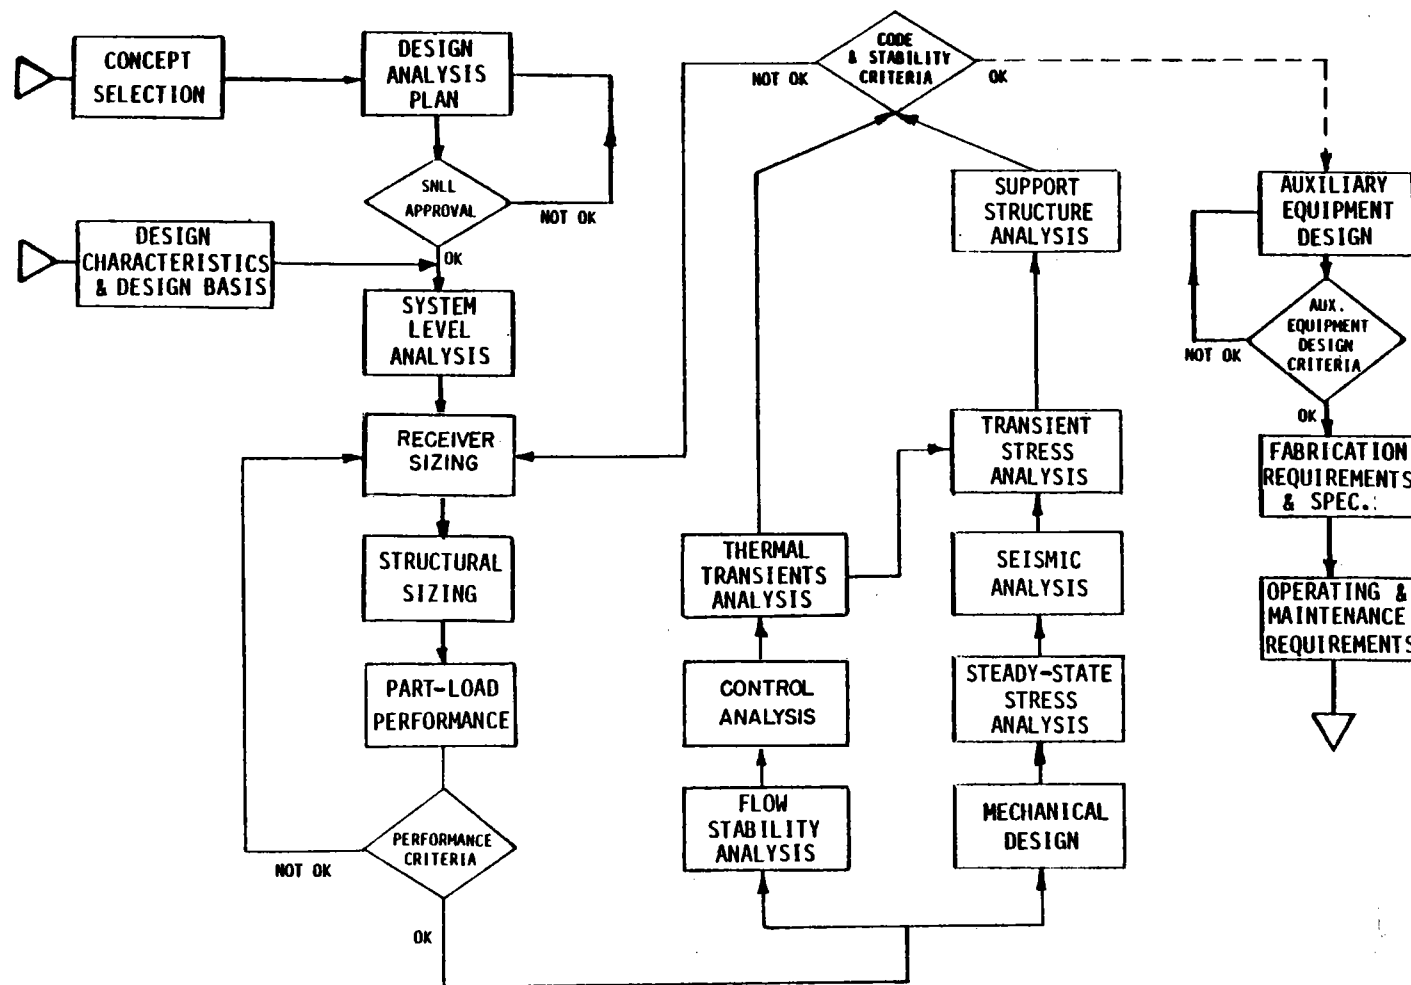 CONCEPT
SELECTION
DESIGN
ANALYSIS
PLAN
SNLL
APPROVAL
NOT OK
OK
DESIGN
CHARACTERISTICS
& DESIGN BASIS
SYSTEM
LEVEL
ANALYSIS
RECEIVER
SIZING
STRUCTURAL
SIZING
PART-LOAD
PERFORMANCE
PERFORMANCE
CRITERIA
NOT OK
OK
CODE
& STABILITY
CRITERIA
NOT OK
OK
SUPPORT
STRUCTURE
ANALYSIS
TRANSIENT
STRESS
ANALYSIS
THERMAL
TRANSIENTS
ANALYSIS
SEISMIC
ANALYSIS
CONTROL
ANALYSIS
STEADY-STATE
STRESS
ANALYSIS
FLOW
STABILITY
ANALYSIS
MECHANICAL
DESIGN
AUXILIARY
EQUIPMENT
DESIGN
AUX.
EQUIPMENT
DESIGN
CRITERIA
NOT OK
OK
FABRICATION
REQUIREMENTS
& SPEC.
OPERATING &
MAINTENANCE
REQUIREMENTS